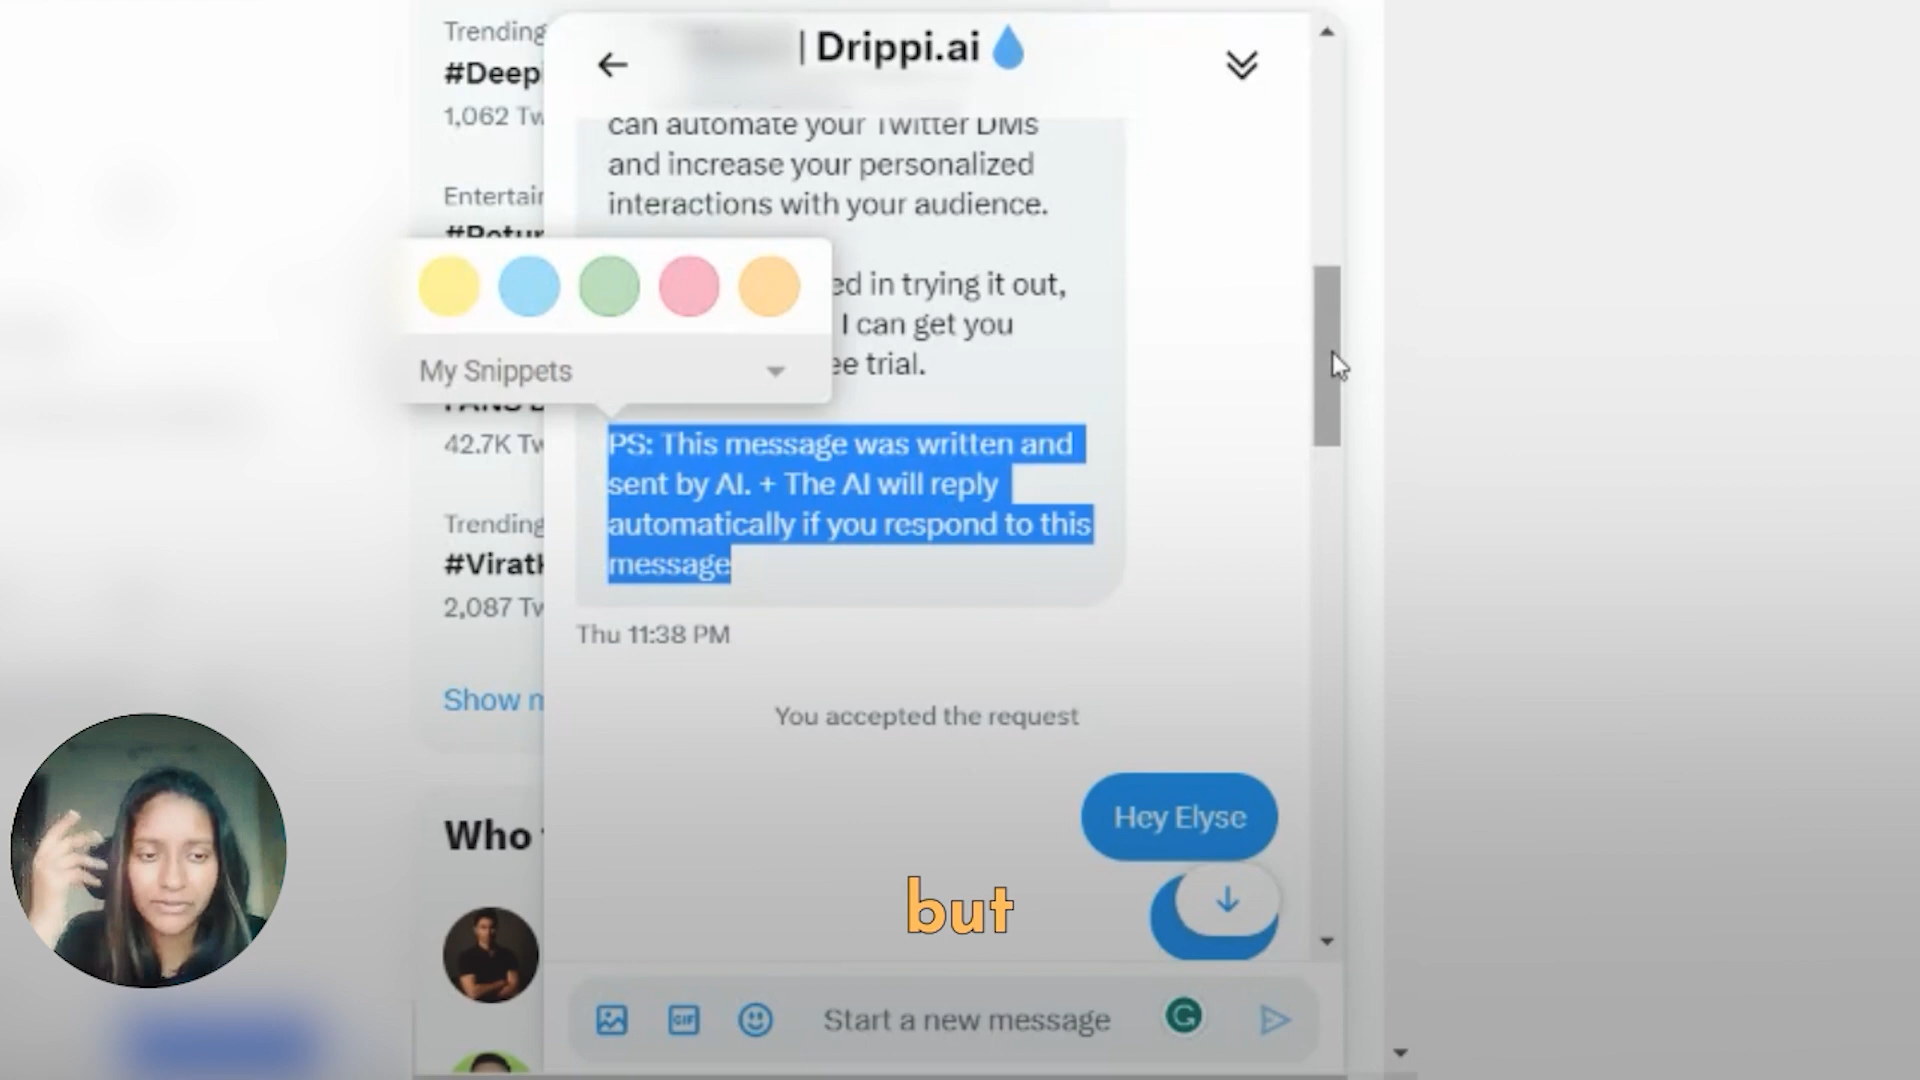 Trending
#Deep
1,062 Tw
Entertain
#Retur
42.7K Tw
Trending
#Viratk
2,087 Tw
Show m
Who
| Drippi.ai
can automate your Twitter DMs
and increase your personalized
interactions with your audience.
ed in trying it out,
I can get you
ee trial.
My Snippets
PS: This message was written and
sent by AI. + The AI will reply
automatically if you respond to this
message
Thu 11:38 PM
You accepted the request
Hey Elyse
but
GIF
Start a new message
G